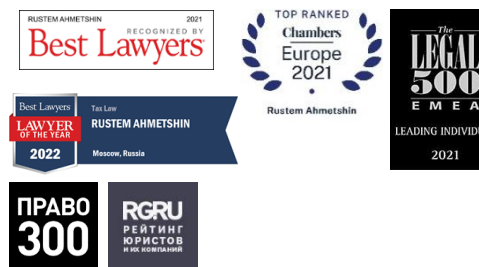 RUSTEM AHMETSHIN 2021
RECOGNIZED BY
Best Lawyers
TOP RANKED
Chambers
Europe
2021
Rustem Ahmetshin
The
LEGAL
500
EMEA
LEADING INDIVIDU
2021
Best Lawyers
LAWYER
OF THE YEAR
2022
Tax Law
RUSTEM AHMETSHIN
Moscow, Russia
ПРАВО
300
RGRU
РЕЙТИНГ
ЮРИСТОВ
И ИХ КОМПАНИЙ